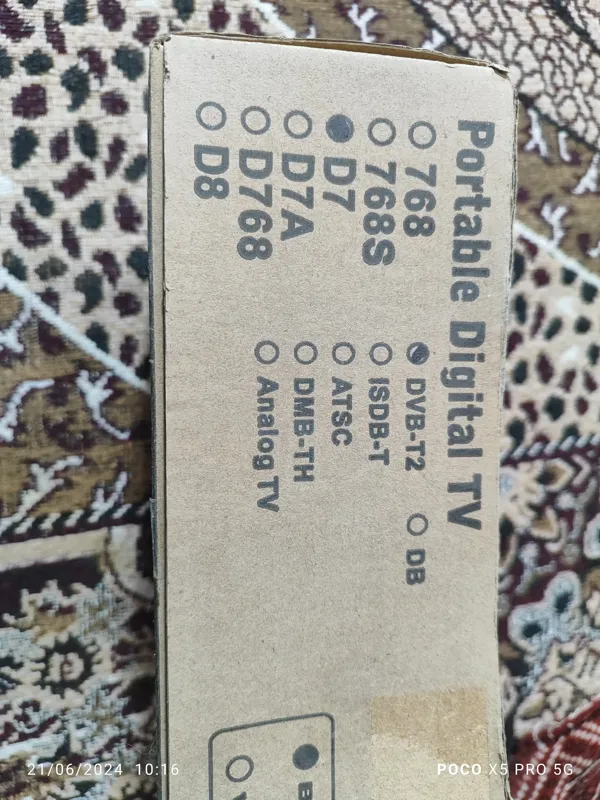 Portable Digital TV
768
768S
D7
D7A
D768
D8
DVB-T2
DB
ISDB-T
ATSC
DMB-TH
Analog TV
21/06/2024 10:16
POCO X5 PRO 5G